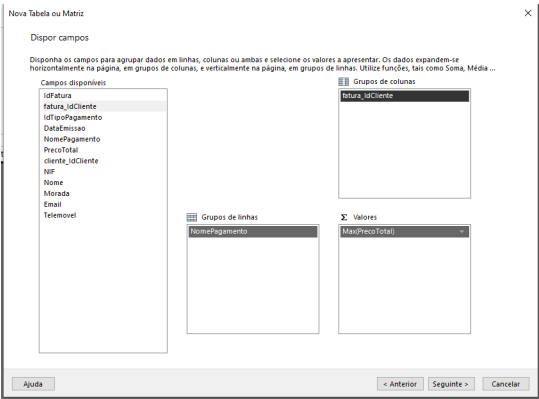 Nova Tabela ou Matriz
Dispor campos
Disponha os campos para agrupar dados em linhas, colunas ou ambas e selecione os valores a apresentar. Os dados expandem-se
horizontalmente na página, em grupos de colunas, e verticalmente na página, em grupos de linhas. Utilize funções, tais como Soma, Média ...
Campos disponíveis
IdFatura
fatura_IdCliente
IdTipoPagamento
DataEmissao
NomePagamento
PrecoTotal
cliente_IdCliente
NIF
Nome
Morada
Email
Telemovel
Grupos de colunas
fatura_IdCliente
Grupos de linhas
NomePagamento
Σ Valores
Max(PrecoTotal)
Ajuda
< Anterior
Seguinte >
Cancelar